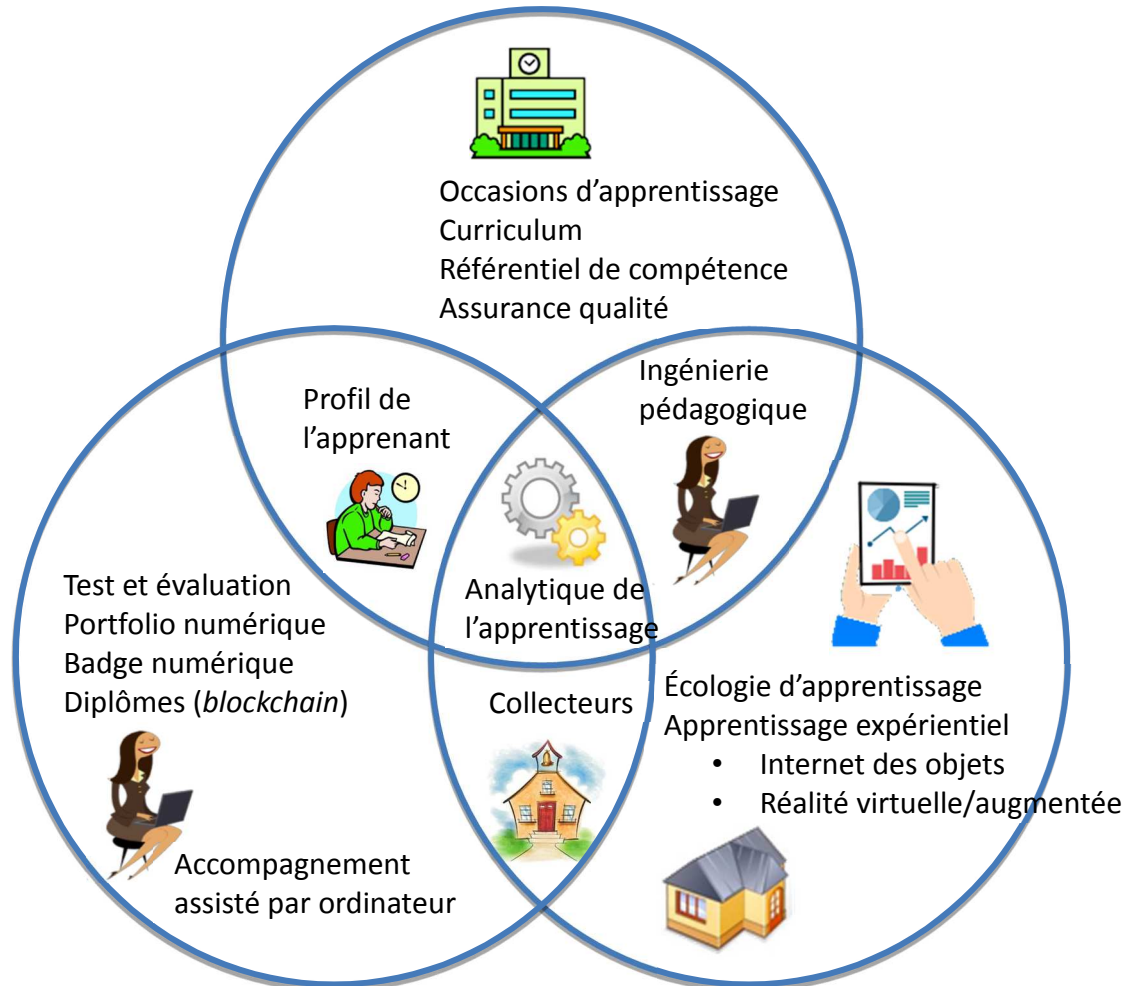 Occasions d’apprentissage
Curriculum
Référentiel de compétence
Assurance qualité
Profil de
l’apprenant
Ingénierie
pédagogique
Analytique de
l’apprentissage
Test et évaluation
Portfolio numérique
Badge numérique
Diplômes (blockchain)
Accompagnement
assisté par ordinateur
Collecteurs
Écologie d’apprentissage
Apprentissage expérientiel
• Internet des objets
• Réalité virtuelle/augmentée